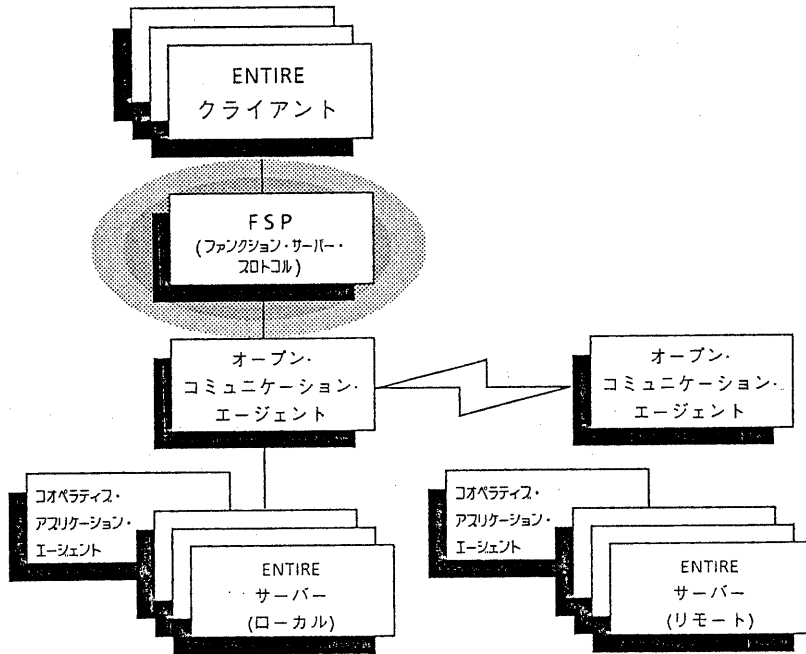 ENTIRE
クライアント
FSP
(ファンクション・サーバー・
プロトコル)
オープン・
コミュニケーション・
エージェント
オープン・
コミュニケーション・
エージェント
コオペラティブ・
アプリケーション・
エージェント
ENTIRE
サーバー
(ローカル)
コオペラティブ・
アプリケーション・
エージェント
ENTIRE
サーバー
(リモート)